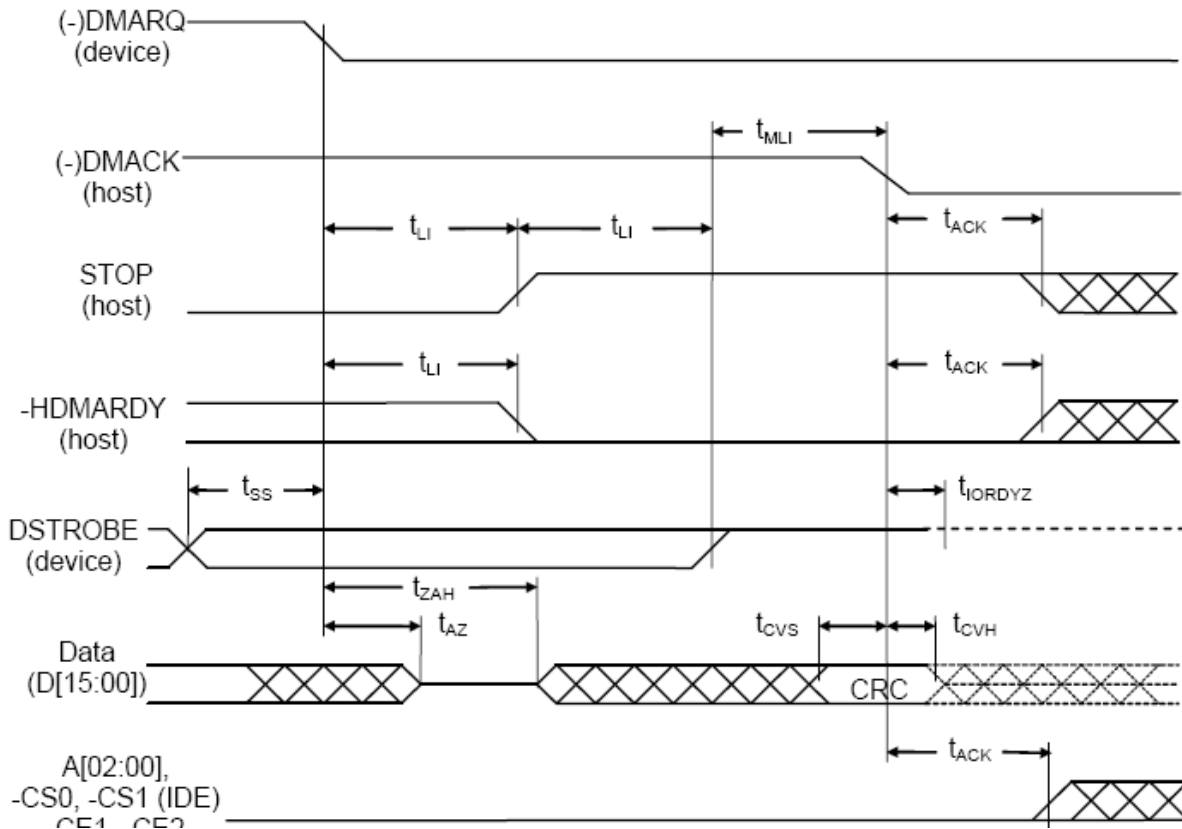 (-)DMARQ
(device)
tMLI
(-)DMACK
(host)
tLI
tLI
tACK
STOP
(host)
tLI
tACK
-HDMARDY
(host)
tSS
tIORDYZ
DSTROBE
(device)
tZAH
tAZ
tCVS
tCVH
Data
(D[15:00])
CRC
tACK
A[02:00],
-CS0, -CS1 (IDE)